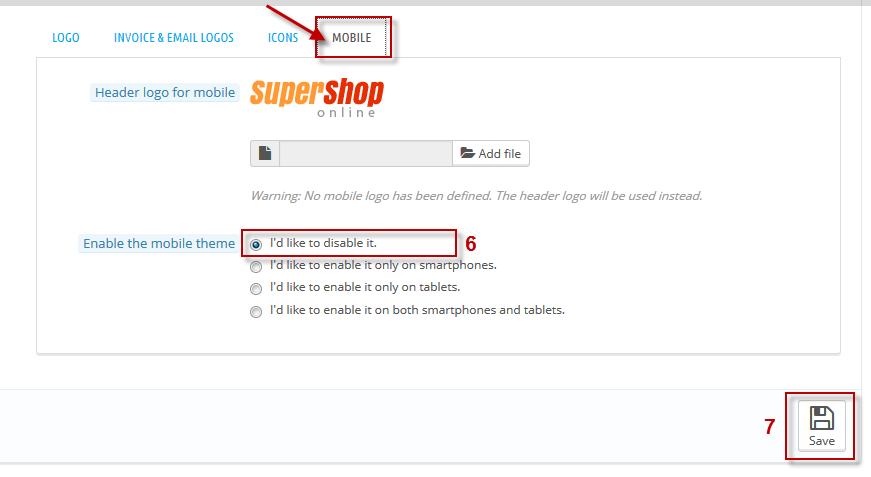 LOGO INVOICE & EMAIL LOGOS ICONS MOBILE
Header logo for mobile
superShop
online
Add file
Warning: No mobile logo has been defined. The header logo will be used instead.
Enable the mobile theme
I'd like to disable it.
6
I'd like to enable it only on smartphones.
I'd like to enable it only on tablets.
I'd like to enable it on both smartphones and tablets.
7
Save